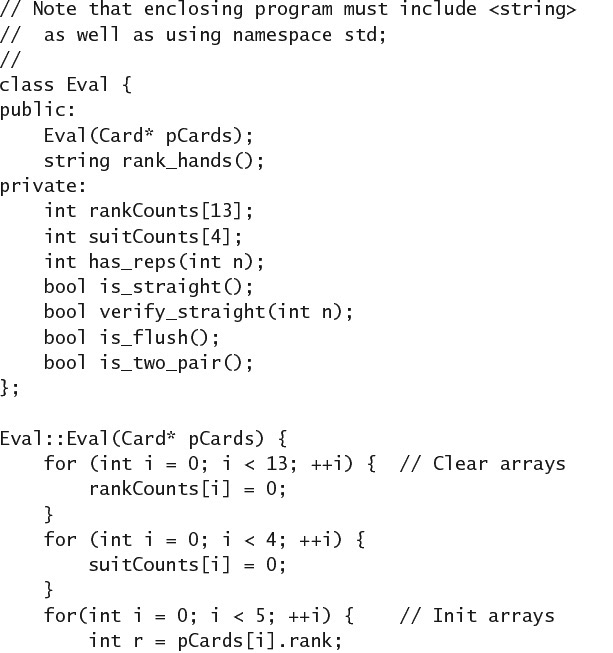 // Note that enclosing program must include <string>
//  as well as using namespace std;
//
class Eval {
public:
    Eval(Card* pCards);
    string rank_hands();
private:
    int rankCounts[13];
    int suitCounts[4];
    int has_reps(int n);
    bool is_straight();
    bool verify_straight(int n);
    bool is_flush();
    bool is_two_pair();
};

Eval::Eval(Card* pCards) {
    for (int i = 0; i < 13; ++i) {  // Clear arrays
        rankCounts[i] = 0;
    }
    for (int i = 0; i < 4; ++i) {
        suitCounts[i] = 0;
    }
    for(int i = 0; i < 5; ++i) {    // Init arrays
        int r = pCards[i].rank;